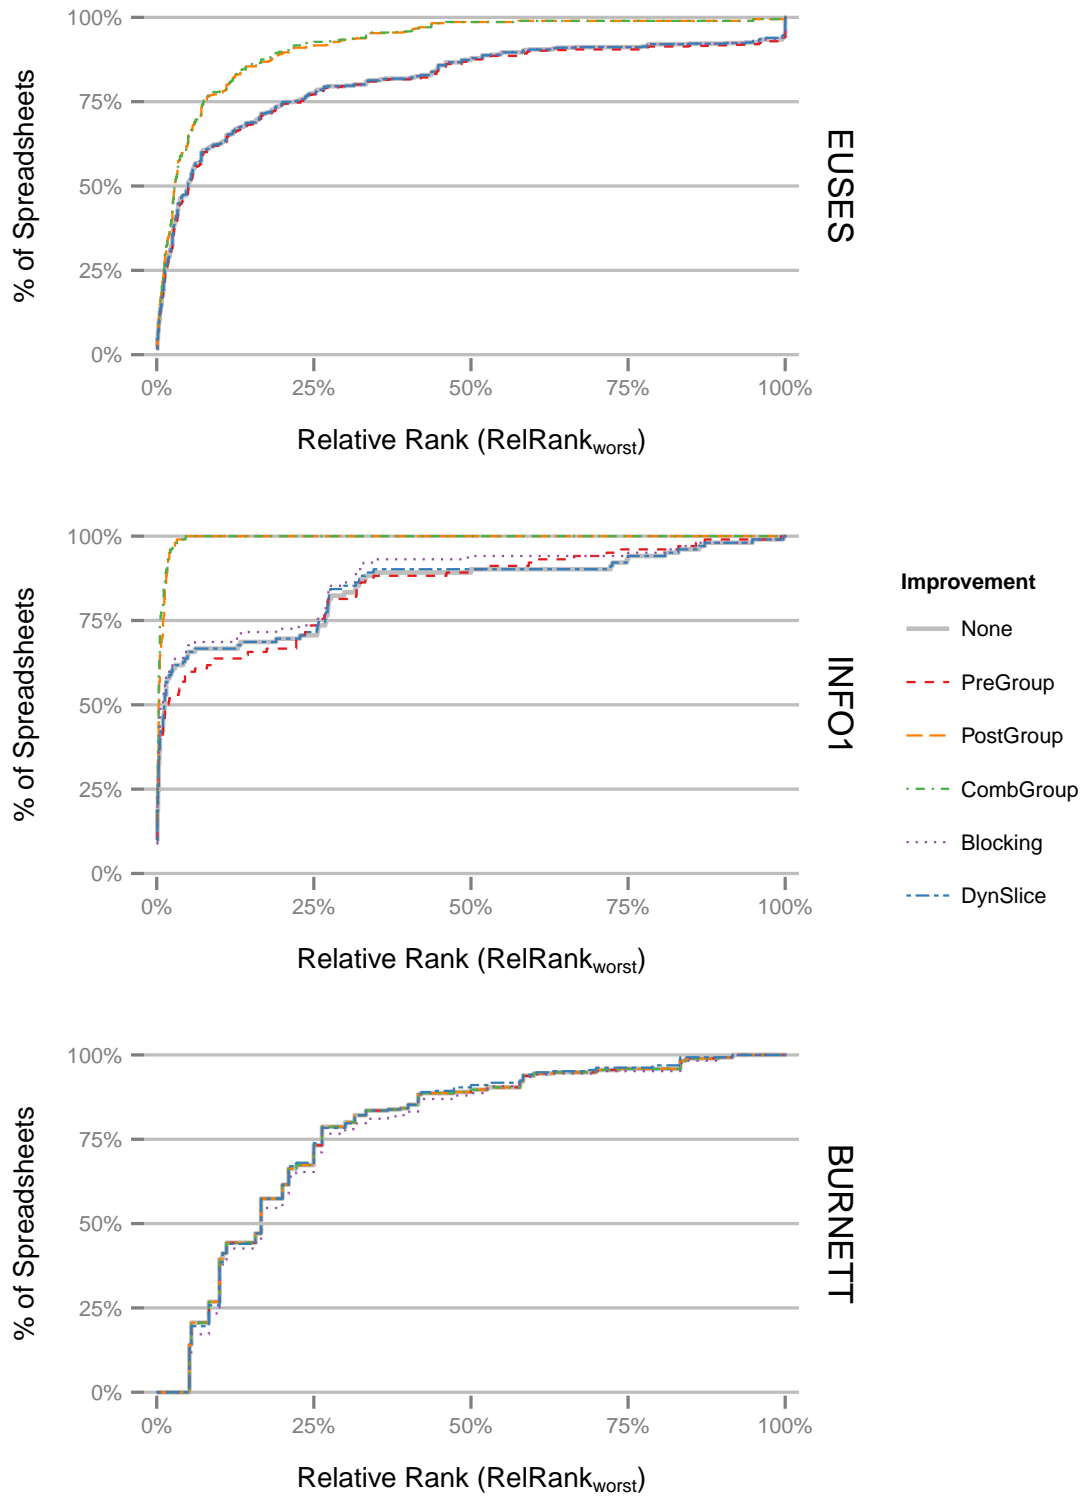 100%
75%
50%
25%
0%
% of Spreadsheets
EUSES
0% 25% 50% 75% 100%
Relative Rank (RelRankworst)
100%
75%
50%
25%
0%
% of Spreadsheets
INFO1
0% 25% 50% 75% 100%
Relative Rank (RelRankworst)
Improvement
None
PreGroup
PostGroup
CombGroup
Blocking
DynSlice
100%
75%
50%
25%
0%
% of Spreadsheets
BURNETT
0% 25% 50% 75% 100%
Relative Rank (RelRankworst)